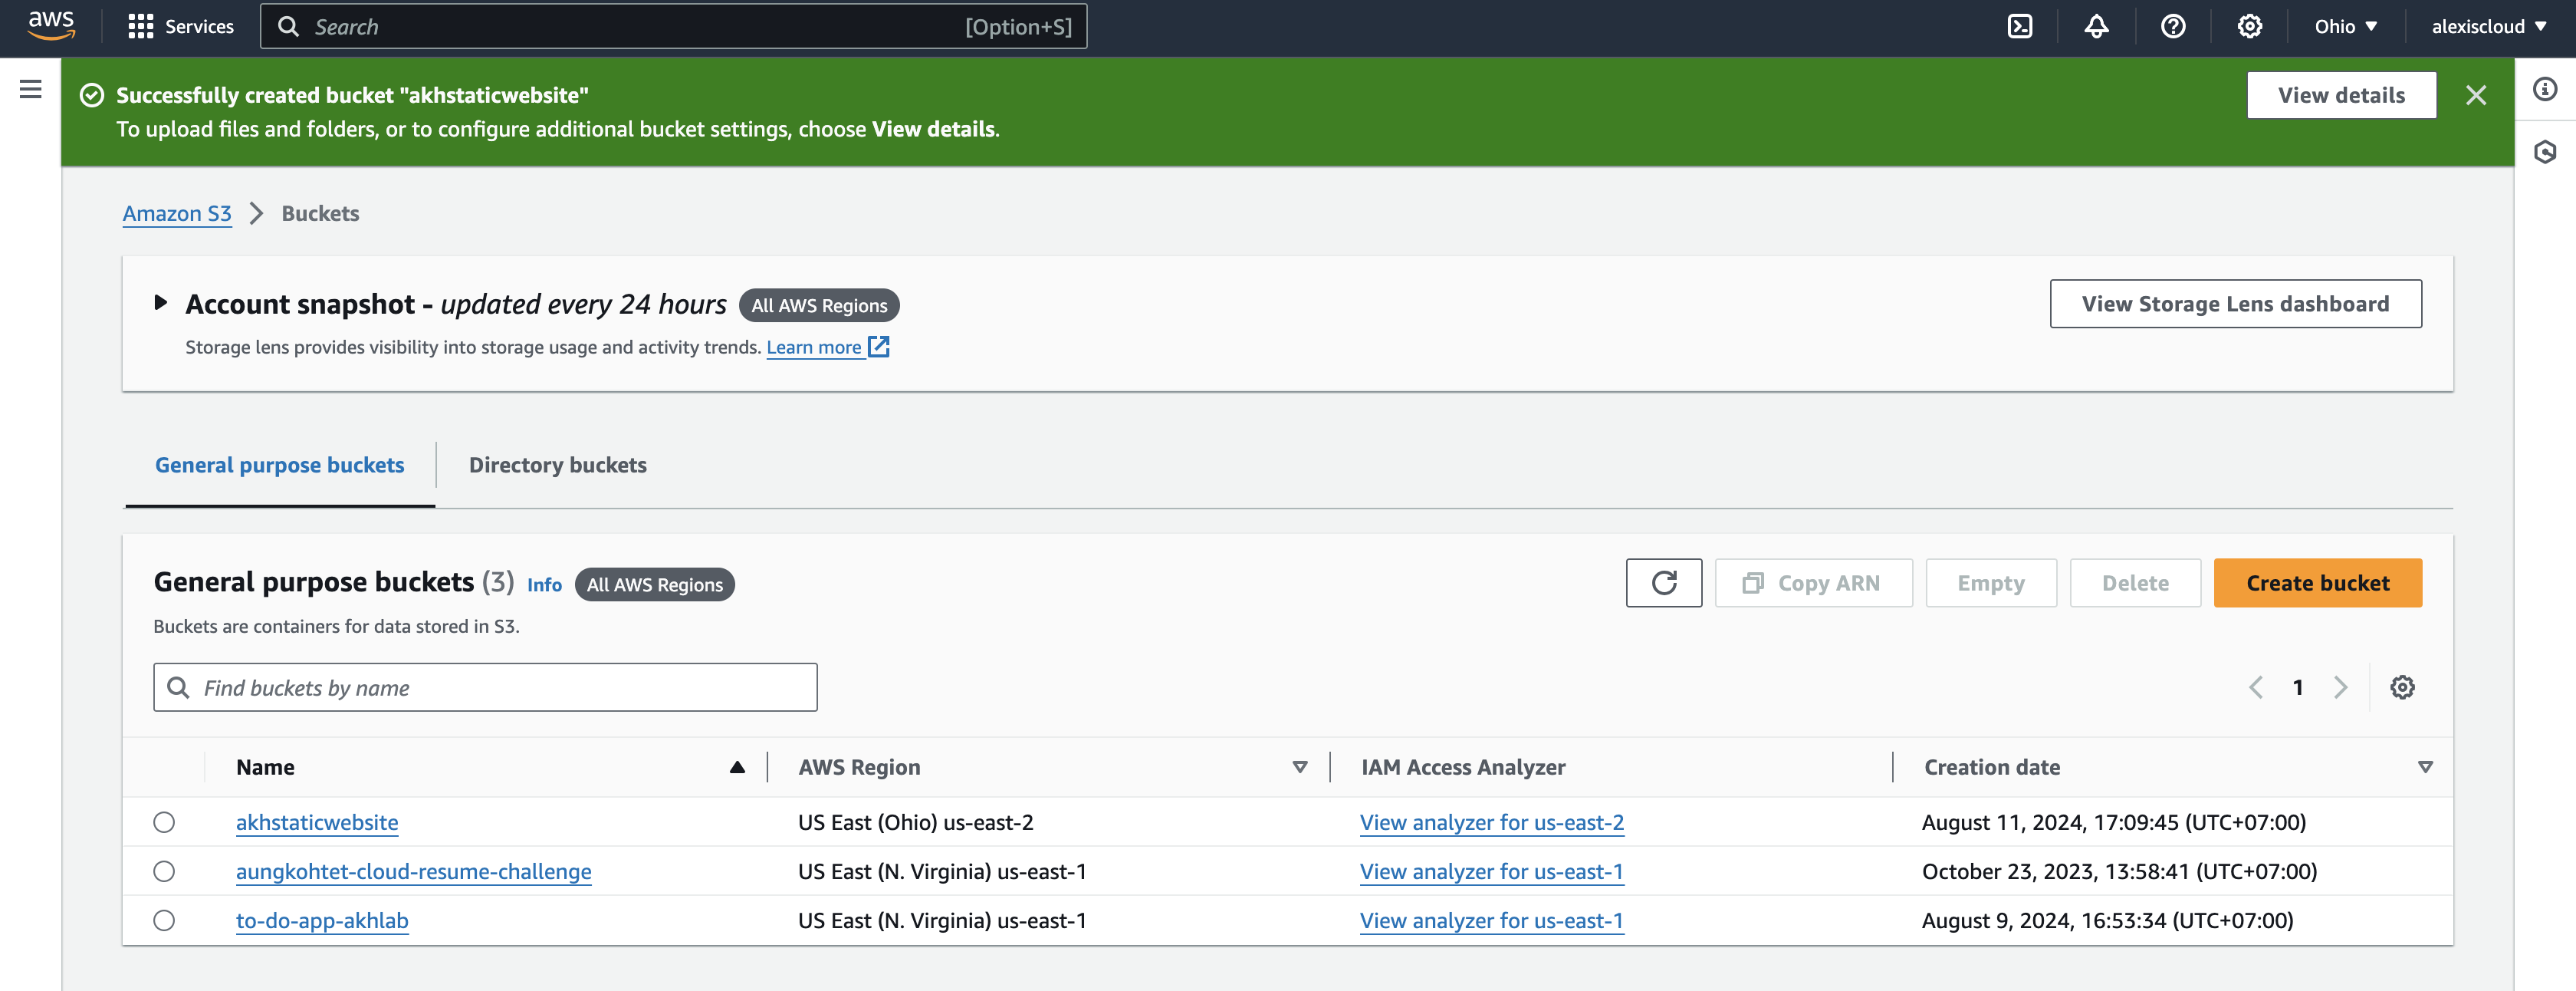 aws Services Search [Option+S] Ohio alexiscloud
Successfully created bucket "akhstaticwebsite" View details
To upload files and folders, or to configure additional bucket settings, choose View details.
Amazon S3 Buckets
Account snapshot - updated every 24 hours All AWS Regions View Storage Lens dashboard
Storage lens provides visibility into storage usage and activity trends. Learn more
General purpose buckets Directory buckets
General purpose buckets (3) Info All AWS Regions Copy ARN Empty Delete Create bucket
Buckets are containers for data stored in S3.
Find buckets by name 1
Name AWS Region IAM Access Analyzer Creation date
akhstaticwebsite US East (Ohio) us-east-2 View analyzer for us-east-2 August 11, 2024, 17:09:45 (UTC+07:00)
aungkohtet-cloud-resume-challenge US East (N. Virginia) us-east-1 View analyzer for us-east-1 October 23, 2023, 13:58:41 (UTC+07:00)
to-do-app-akhlab US East (N. Virginia) us-east-1 View analyzer for us-east-1 August 9, 2024, 16:53:34 (UTC+07:00)